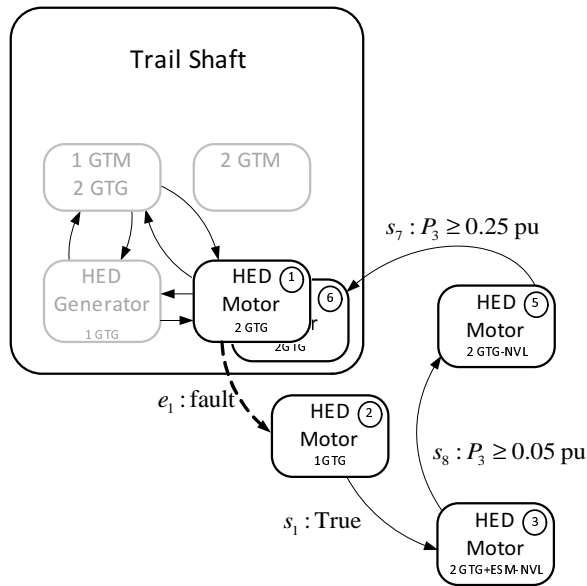 Trail Shaft
1 GTM
2 GTG
2 GTM
HED
Generator
1 GTG
HED
Motor
2 GTG
1
6
r
2GTG
s7 : P3 ≥ 0.25 pu
HED
Motor
2 GTG-NVL
5
e1 : fault
HED
Motor
1GTG
2
s8 : P3 ≥ 0.05 pu
s1 : True
HED
Motor
2 GTG+ESM-NVL
3